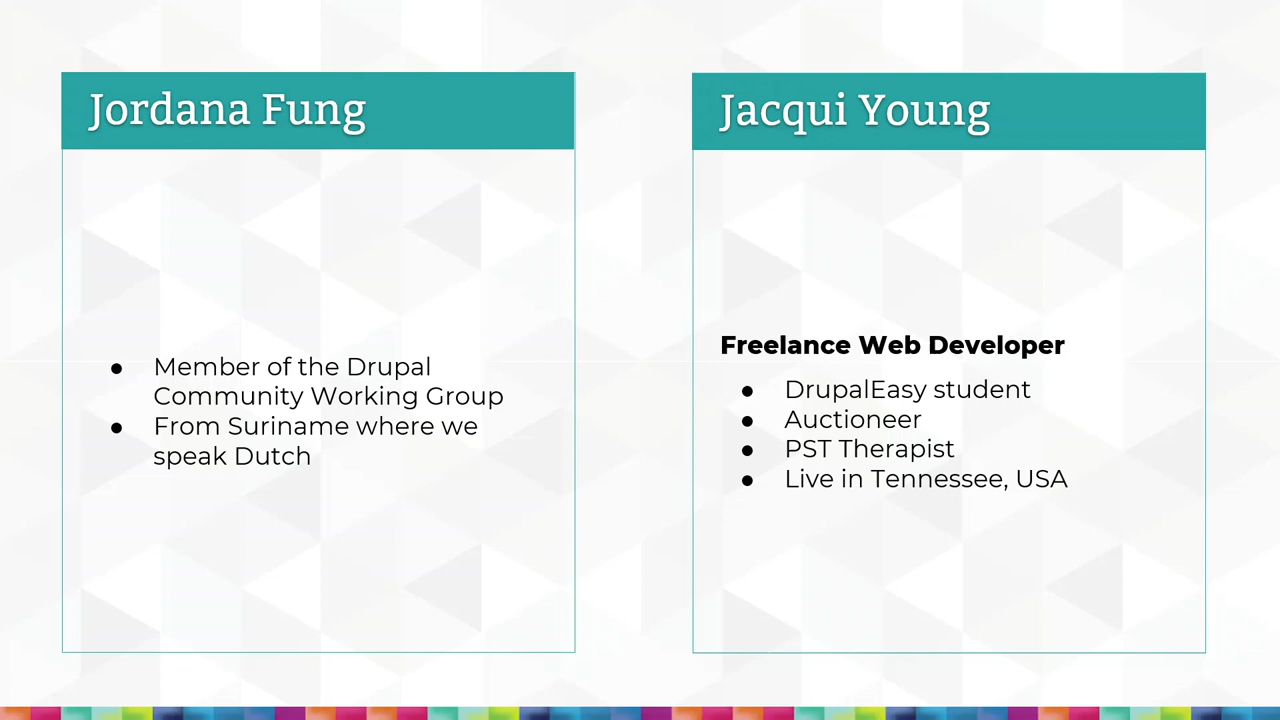 Jordana Fung
● Member of the Drupal
Community Working Group
● From Suriname where we
speak Dutch
Jacqui Young
Freelance Web Developer
● DrupalEasy student
● Auctioneer
● PST Therapist
● Live in Tennessee, USA